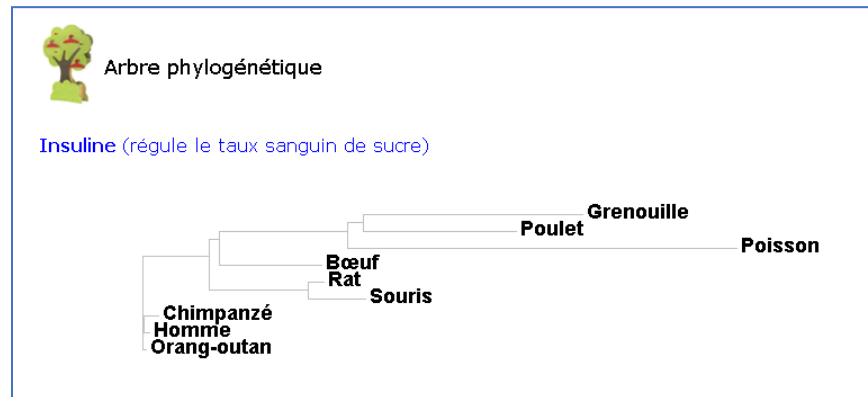 Arbre phylogénétique
Insuline (régule le taux sanguin de sucre)
Grenouille
Poulet
Poisson
Bœuf
Rat
Souris
Chimpanzé
Homme
Orang-outan